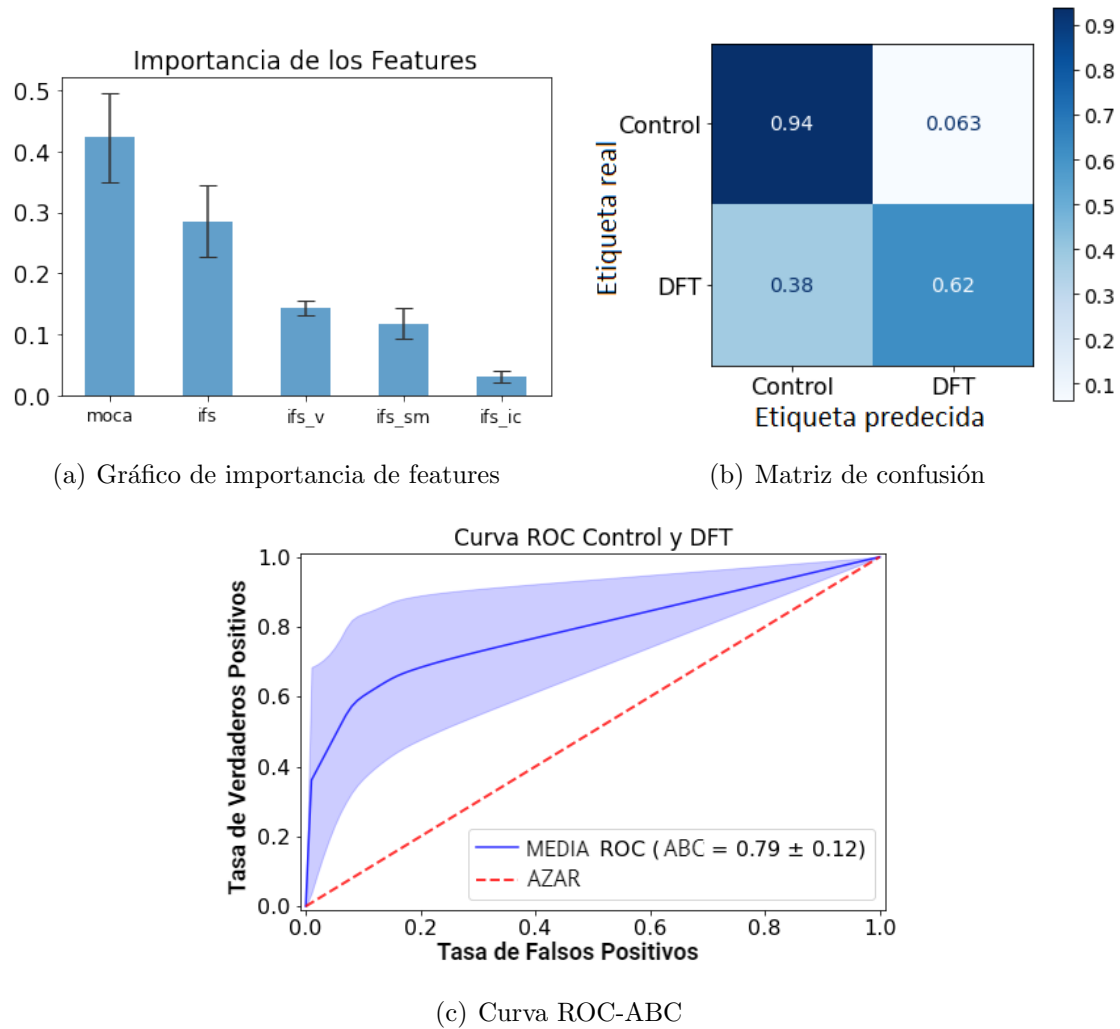 Importancia de los Features
0.5
0.4
0.3
0.2
0.1
0.0
moca ifs ifs_v ifs_sm ifs_ic
(a) Gráfico de importancia de features
Etiqueta real
Control 0.94 0.063
DFT 0.38 0.62
Control DFT
Etiqueta predecida
0.9
0.8
0.7
0.6
0.5
0.4
0.3
0.2
0.1
(b) Matriz de confusión
Curva ROC Control y DFT
Tasa de Verdaderos Positivos
1.0
0.8
0.6
0.4
0.2
0.0
MEDIA ROC ( ABC = 0.79 ± 0.12)
AZAR
0.0 0.2 0.4 0.6 0.8 1.0
Tasa de Falsos Positivos
(c) Curva ROC-ABC